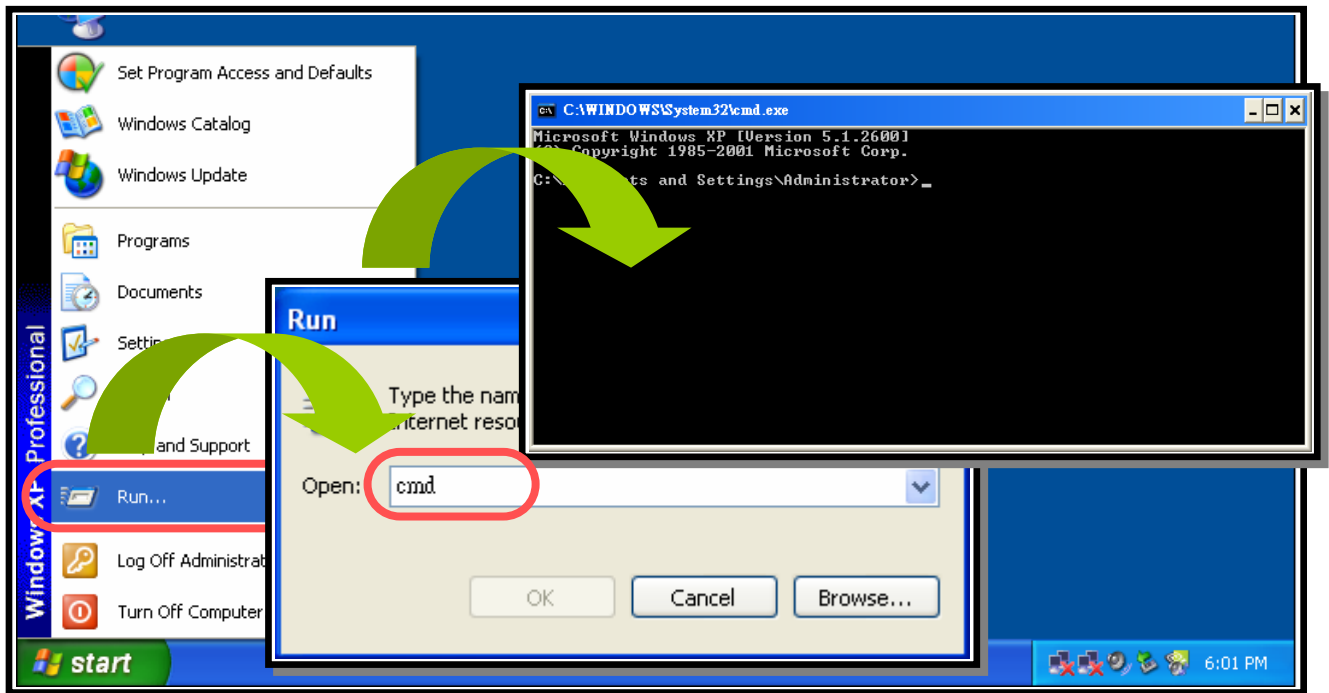 Set Program Access and Defaults
Windows Catalog
Windows Update
Programs
Documents
and Support
Run...
Log Off Administrat
Turn Off Computer
Windows XP Professional
start
Run
Type the nam
Internet reso
Open:
cmd
OK
Cancel
Browse...
C:\WINDOWS\System32\cmd.exe
Microsoft Windows XP [Version 5.1.2600]
Copyright 1985-2001 Microsoft Corp.
C:\ ts and Settings\Administrator>_
6:01 PM